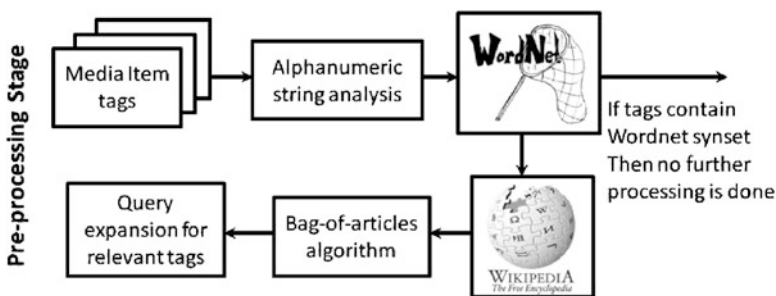 Pre-processing Stage
Media Item
tags
Alphanumeric
string analysis
WordNet
If tags contain
Wordnet synset
Then no further
processing is done
Query
expansion for
relevant tags
Bag-of-articles
algorithm
WIKIPEDIA
The Free Encyclopedia